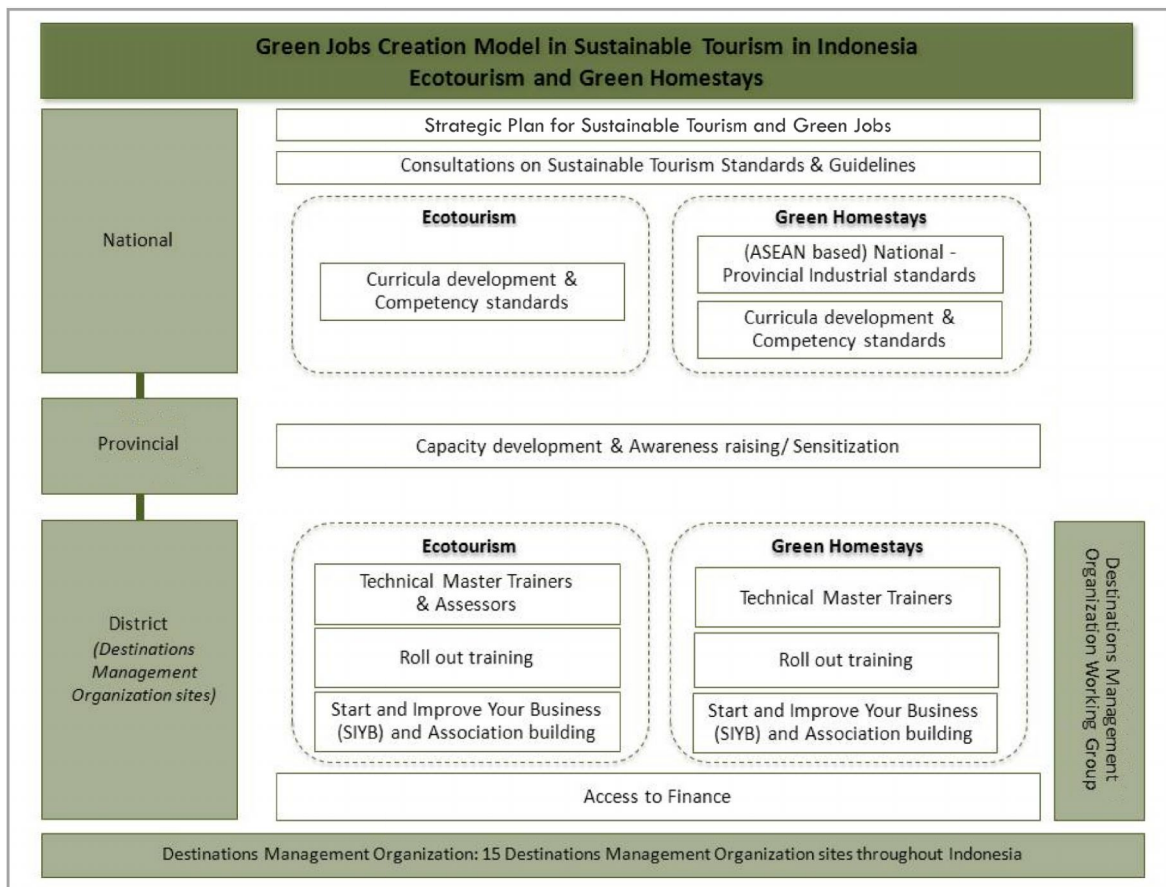 Green Jobs Creation Model in Sustainable Tourism in Indonesia
Ecotourism and Green Homestays
National
Strategic Plan for Sustainable Tourism and Green Jobs
Consultations on Sustainable Tourism Standards & Guidelines
Ecotourism
Curricula development &
Competency standards
Green Homestays
(ASEAN based) National -
Provincial Industrial standards
Curricula development &
Competency standards
Provincial
Capacity development & Awareness raising/ Sensitization
District
(Destinations
Management
Organization sites)
Ecotourism
Technical Master Trainers
& Assessors
Roll out training
Start and Improve Your Business
(SIYB) and Association building
Green Homestays
Technical Master Trainers
Roll out training
Start and Improve Your Business
(SIYB) and Association building
Access to Finance
Destinations Management
Organization Working Group
Destinations Management Organization: 15 Destinations Management Organization sites throughout Indonesia